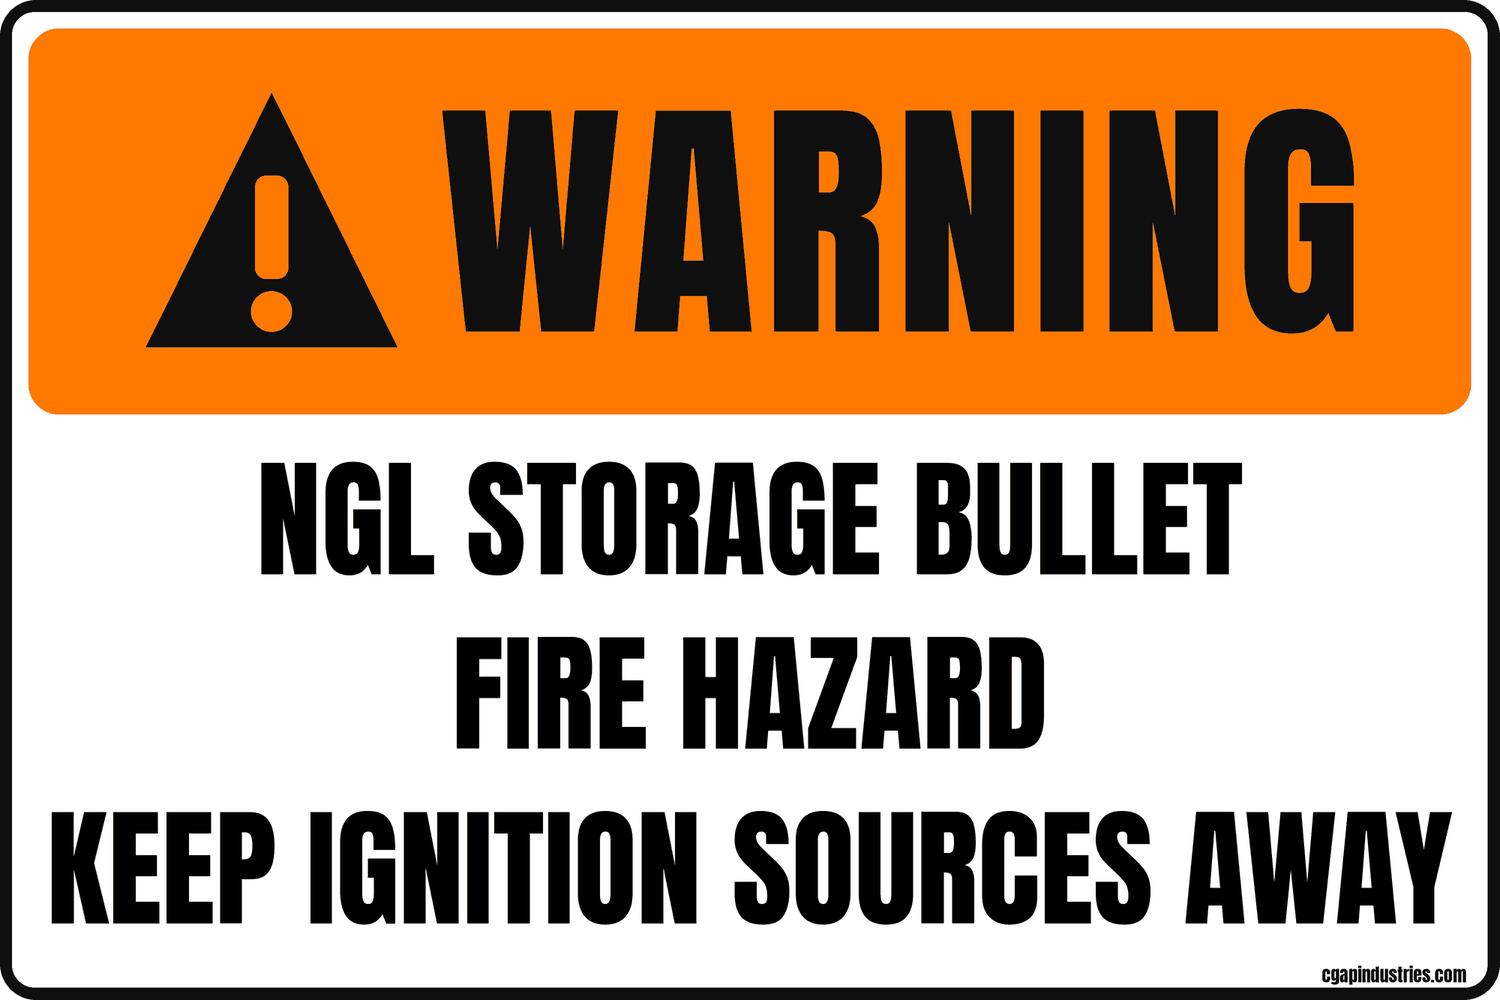 WARNING
NGL STORAGE BULLET
FIRE HAZARD
KEEP IGNITION SOURCES AWAY
cgapindustries.com